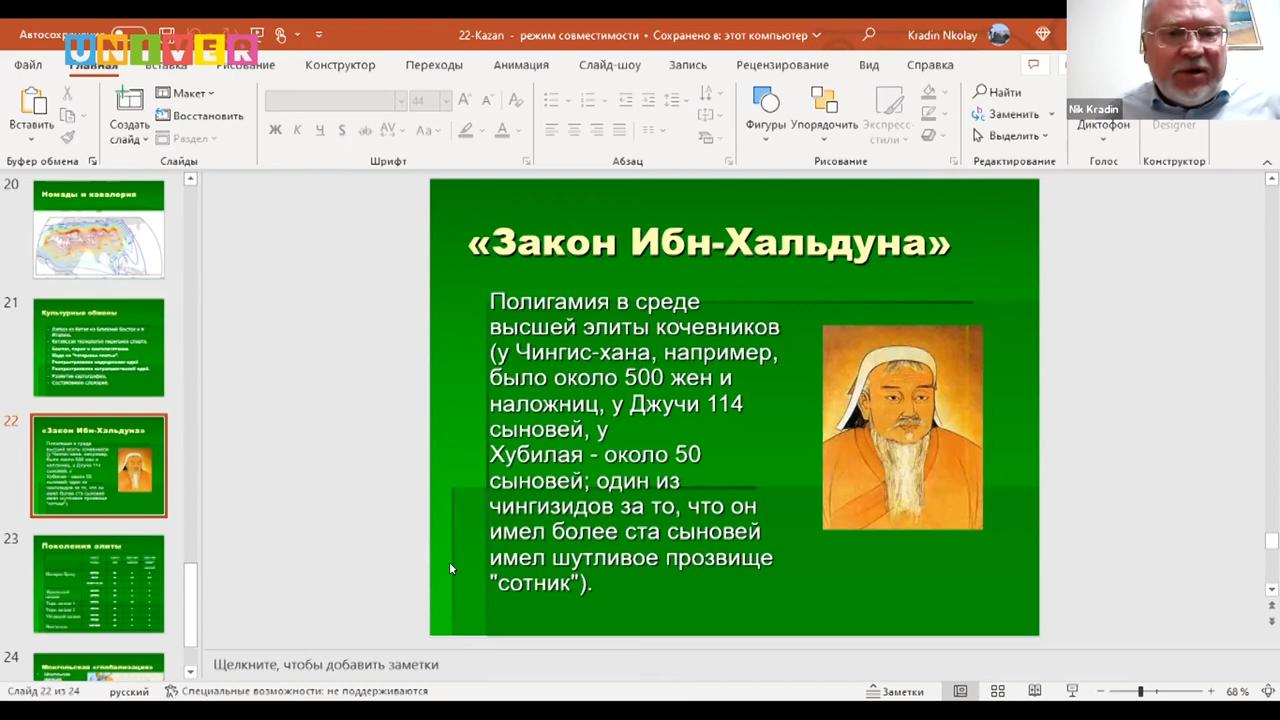 Автосохранение
UNIVER
22-Kazan - режим совместимости • Сохранено в: этот компьютер
Kradin Nkolay
Файл Главная Вставка Рисование Конструктор Переходы Анимация Слайд-шоу Запись Рецензирование Вид Справка
Nik Kradin
Вставить
Создать слайд
Макет
Восстановить
Раздел
44
Фигуры
Упорядочить
Экспресс-стили
Найти
Заменить
Выделить
Диктофон
Designer
Буфер обмена
Слайды
Шрифт
Абзац
Рисование
Редактирование
Голос
Конструктор
20
Номады и кавалерия
21
Культурные обмены
22
«Закон Ибн-Хальдуна»
23
Поколения элиты
24
Монгольская «глобализация»
«Закон Ибн-Хальдуна»
Полигамия в среде
высшей элиты кочевников
(у Чингис-хана, например,
было около 500 жен и
наложниц, у Джучи 114
сыновей, у
Хубилая - около 50
сыновей; один из
чингизидов за то, что он
имел более ста сыновей
имел шутливое прозвище
"сотник").
Щелкните, чтобы добавить заметки
Слайд 22 из 24 русский Специальные возможности: не поддерживаются
Заметки
68 %